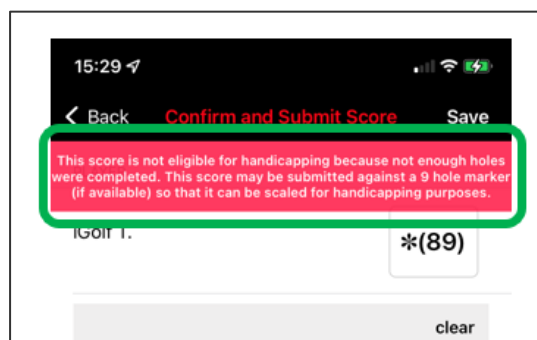 15:29
Back Confirm and Submit Score Save
This score is not eligible for handicapping because not enough holes
were completed. This score may be submitted against a 9 hole marker
(if available) so that it can be scaled for handicapping purposes.
iGolf 1.
*(89)
clear